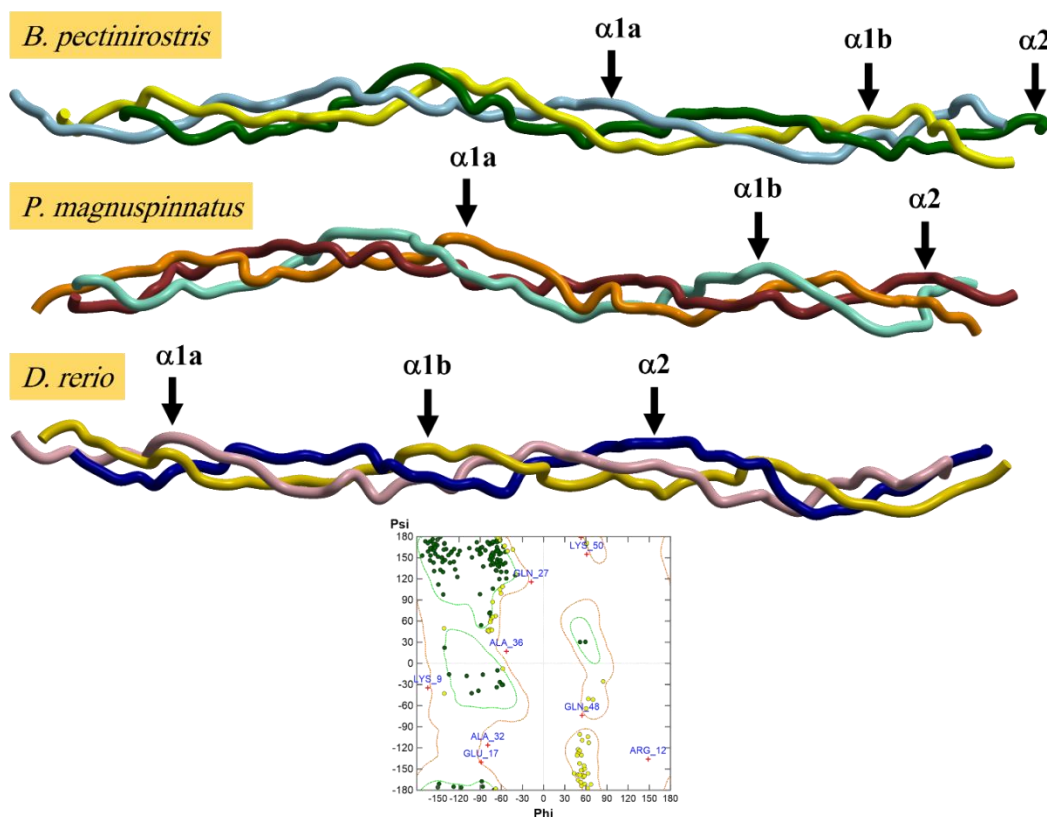 B. pectinirostris
α1a
α1b
α2
P. magnuspinnatus
α1a
α1b
α2
D. rerio
α1a
α1b
α2
Psi
180
150
120
90
60
30
0
-30
-60
-90
-120
-150
-180
LYS_50
GLN_27
ALA_36
LYS_9
GLN_48
ALA_32
GLU_17
ARG_12
-150 -120 -90 -60 -30 0 30 60 90 120 150 180
Phi